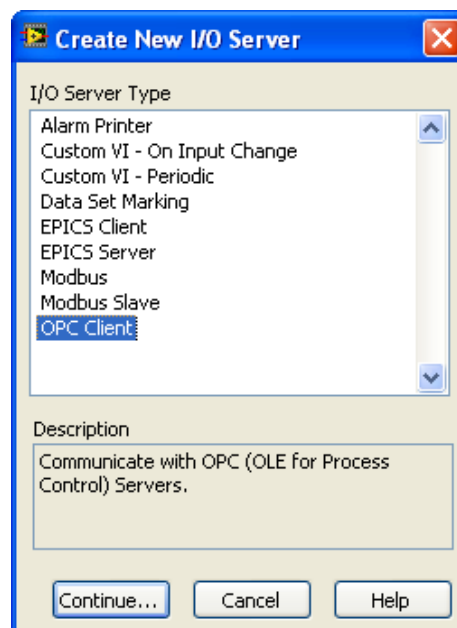 Create New I/O Server
I/O Server Type
Alarm Printer
Custom VI - On Input Change
Custom VI - Periodic
Data Set Marking
EPICS Client
EPICS Server
Modbus
Modbus Slave
OPC Client
Description
Communicate with OPC (OLE for Process
Control) Servers.
Continue... Cancel Help